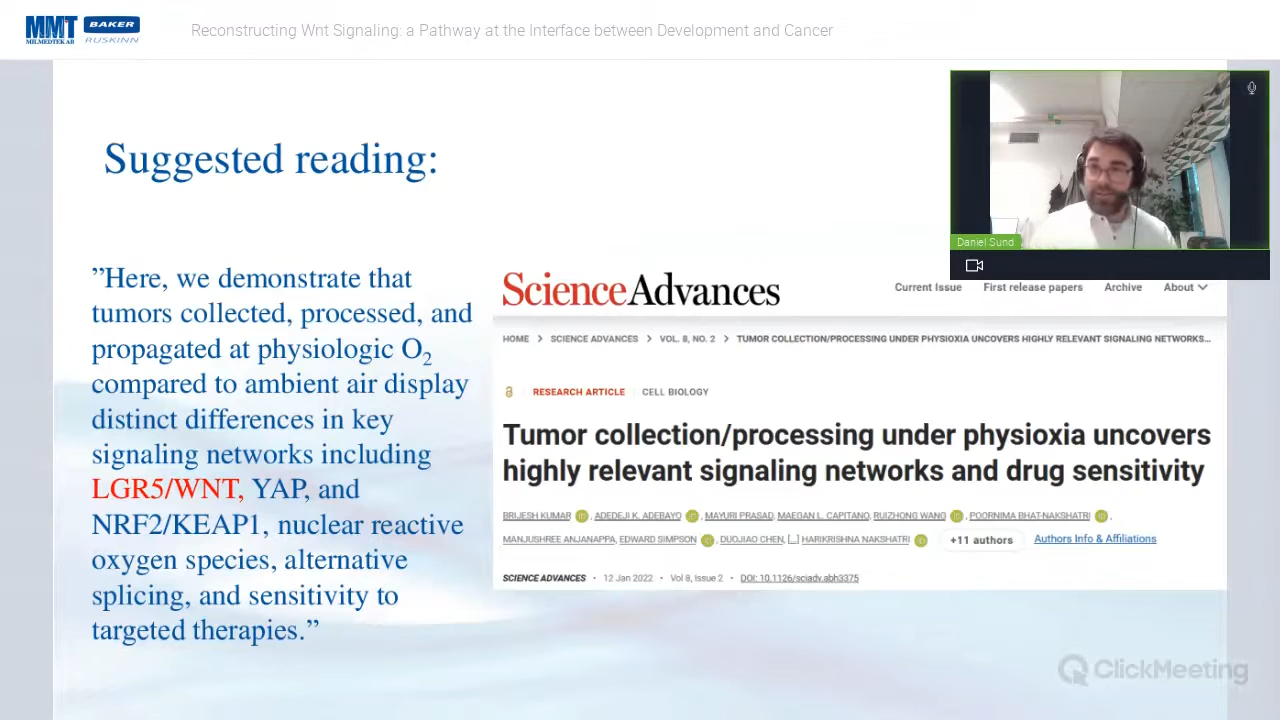 MMT
MILMEDTEK AB
BAKER
RUSKINN
Reconstructing Wnt Signaling: a Pathway at the Interface between Development and Cancer
Daniel Sund
Suggested reading:
”Here, we demonstrate that
tumors collected, processed, and
propagated at physiologic O2
compared to ambient air display
distinct differences in key
signaling networks including
LGR5/WNT, YAP, and
NRF2/KEAP1, nuclear reactive
oxygen species, alternative
splicing, and sensitivity to
targeted therapies.”
ScienceAdvances
Current Issue First release papers Archive About
HOME > SCIENCE ADVANCES > VOL. 8, NO. 2 > TUMOR COLLECTION/PROCESSING UNDER PHYSIOXIA UNCOVERS HIGHLY RELEVANT SIGNALING NETWORKS...
RESEARCH ARTICLE CELL BIOLOGY
Tumor collection/processing under physioxia uncovers
highly relevant signaling networks and drug sensitivity
BRIJESH KUMAR, ADEDEJI K. ADEBAYO, MAYURI PRASAD, MAEGAN L. CAPITANO, RUIZHONG WANG, POORNIMA BHAT-NAKSHATRI,
MANJUSHREE ANJANAPPA, EDWARD SIMPSON, DUOJIAO CHEN, [...] HARIKRISHNA NAKSHATRI +11 authors Authors Info & Affiliations
SCIENCE ADVANCES • 12 Jan 2022 • Vol 8, Issue 2 • DOI: 10.1126/sciadv.abh3375
ClickMeeting